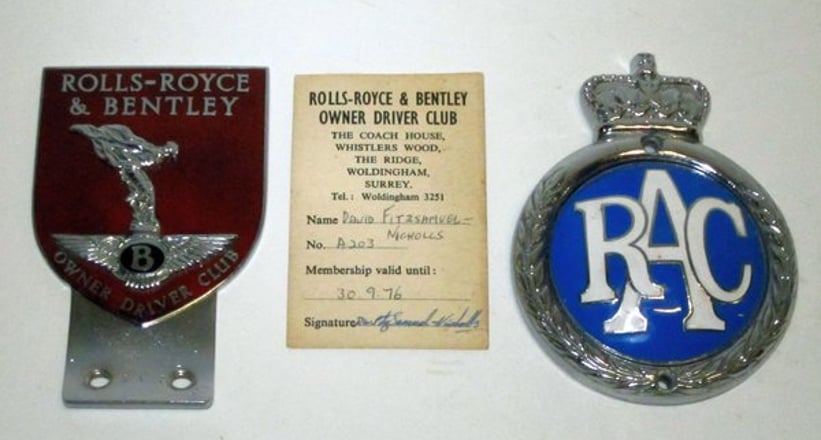 ROLLS-ROYCE
& BENTLEY
B
OWNER DRIVER CLUB
ROLLS-ROYCE & BENTLEY
OWNER DRIVER CLUB
THE COACH HOUSE,
WHISTLERS WOOD,
THE RIDGE,
WOLDINGHAM,
SURREY.
Tel.: Woldingham 3251
Name DAVID FITZSAMUEL-
NICHOLLS
No. A203
Membership valid until:
30.9.76
Signature
RAC